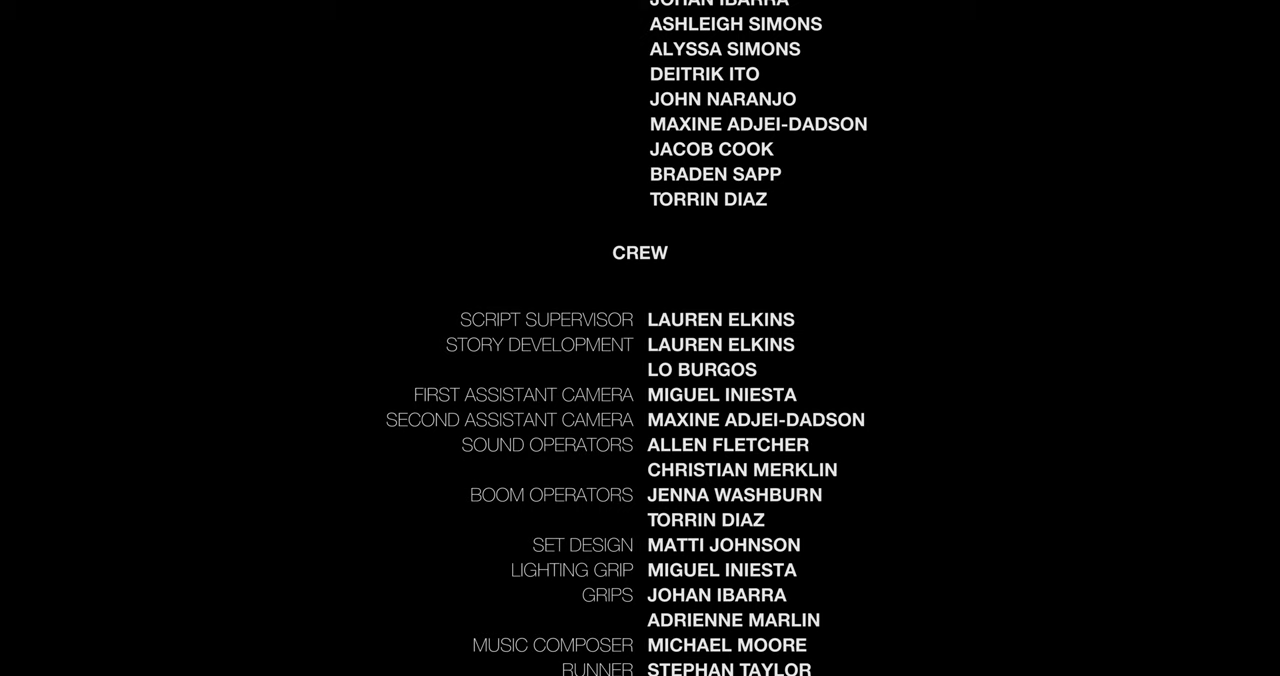 JOHAN IBARRA
ASHLEIGH SIMONS
ALYSSA SIMONS
DEITRIK ITO
JOHN NARANJO
MAXINE ADJEI-DADSON
JACOB COOK
BRADEN SAPP
TORRIN DIAZ
CREW
SCRIPT SUPERVISOR LAUREN ELKINS
STORY DEVELOPMENT LAUREN ELKINS
LO BURGOS
FIRST ASSISTANT CAMERA MIGUEL INIESTA
SECOND ASSISTANT CAMERA MAXINE ADJEI-DADSON
SOUND OPERATORS ALLEN FLETCHER
CHRISTIAN MERKLIN
BOOM OPERATORS JENNA WASHBURN
TORRIN DIAZ
SET DESIGN MATTI JOHNSON
LIGHTING GRIP MIGUEL INIESTA
GRIPS JOHAN IBARRA
ADRIENNE MARLIN
MUSIC COMPOSER MICHAEL MOORE
RUNNER STEPHAN TAYLOR